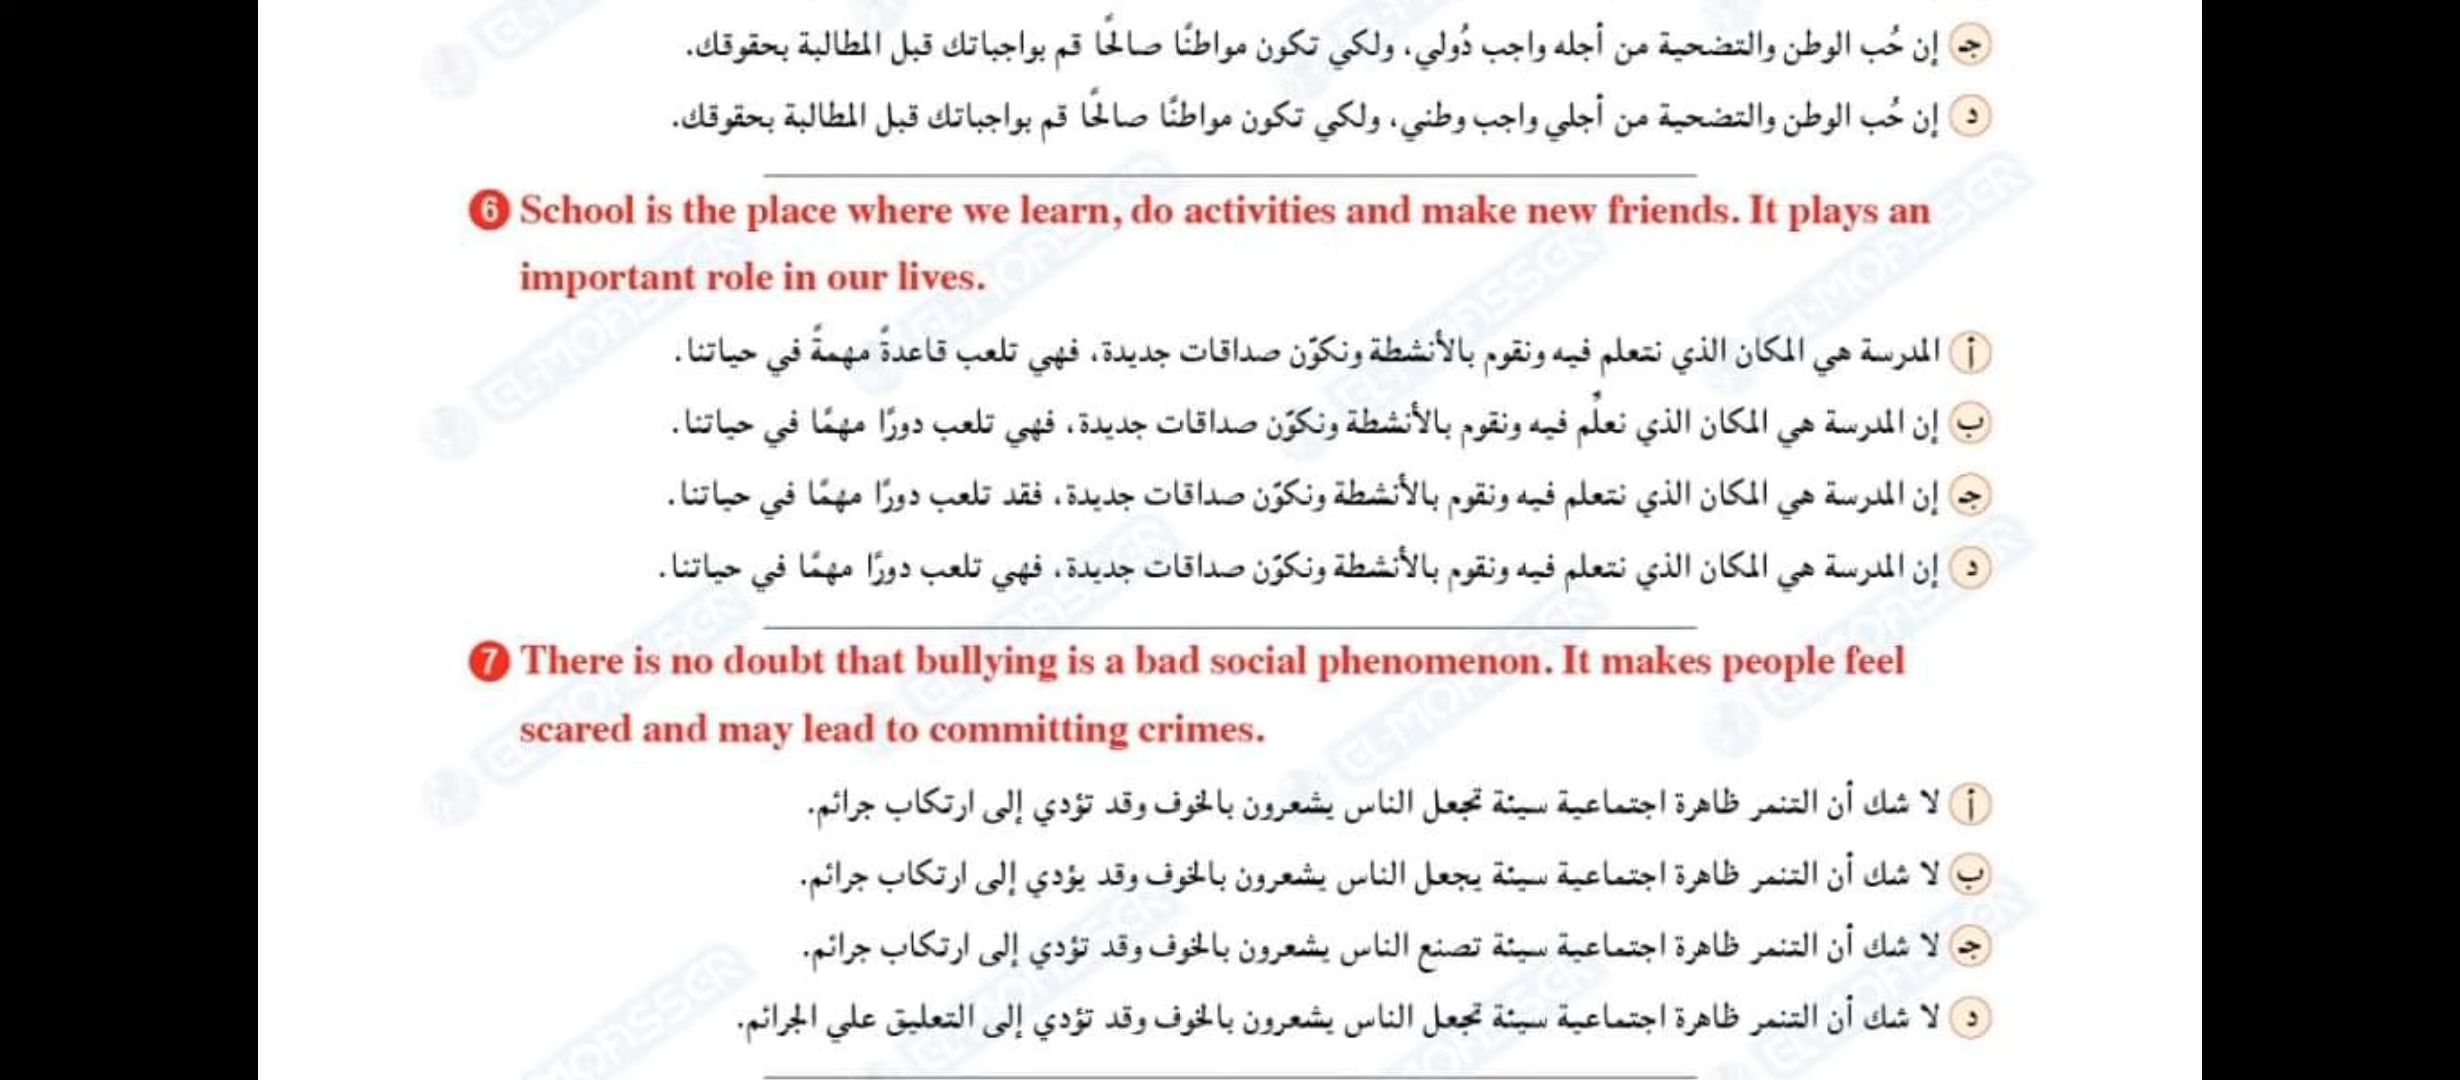 جـ إن حُب الوطن والتضحية من أجله واجب دُولي، ولكي تكون مواطنًا صالحًا قم بواجباتك قبل المطالبة بحقوقك.
د إن حُب الوطن والتضحية من أجلي واجب وطني، ولكي تكون مواطنًا صالحًا قم بواجباتك قبل المطالبة بحقوقك.
6 School is the place where we learn, do activities and make new friends. It plays an
important role in our lives.
أ المدرسة هي المكان الذي نتعلم فيه ونقوم بالأنشطة ونكوّن صداقات جديدة، فهي تلعب قاعدةً مهمةً في حياتنا.
ب إن المدرسة هي المكان الذي نعلِّم فيه ونقوم بالأنشطة ونكوّن صداقات جديدة، فهي تلعب دورًا مهمًا في حياتنا.
جـ إن المدرسة هي المكان الذي نتعلم فيه ونقوم بالأنشطة ونكوّن صداقات جديدة، فقد تلعب دورًا مهمًا في حياتنا.
د إن المدرسة هي المكان الذي نتعلم فيه ونقوم بالأنشطة ونكوّن صداقات جديدة، فهي تلعب دورًا مهمًا في حياتنا.
7 There is no doubt that bullying is a bad social phenomenon. It makes people feel
scared and may lead to committing crimes.
أ لا شك أن التنمر ظاهرة اجتماعية سيئة تجعل الناس يشعرون بالخوف وقد تؤدي إلى ارتكاب جرائم.
ب لا شك أن التنمر ظاهرة اجتماعية سيئة يجعل الناس يشعرون بالخوف وقد يؤدي إلى ارتكاب جرائم.
جـ لا شك أن التنمر ظاهرة اجتماعية سيئة تصنع الناس يشعرون بالخوف وقد تؤدي إلى ارتكاب جرائم.
د لا شك أن التنمر ظاهرة اجتماعية سيئة تجعل الناس يشعرون بالخوف وقد تؤدي إلى التعليق علي الجرائم.